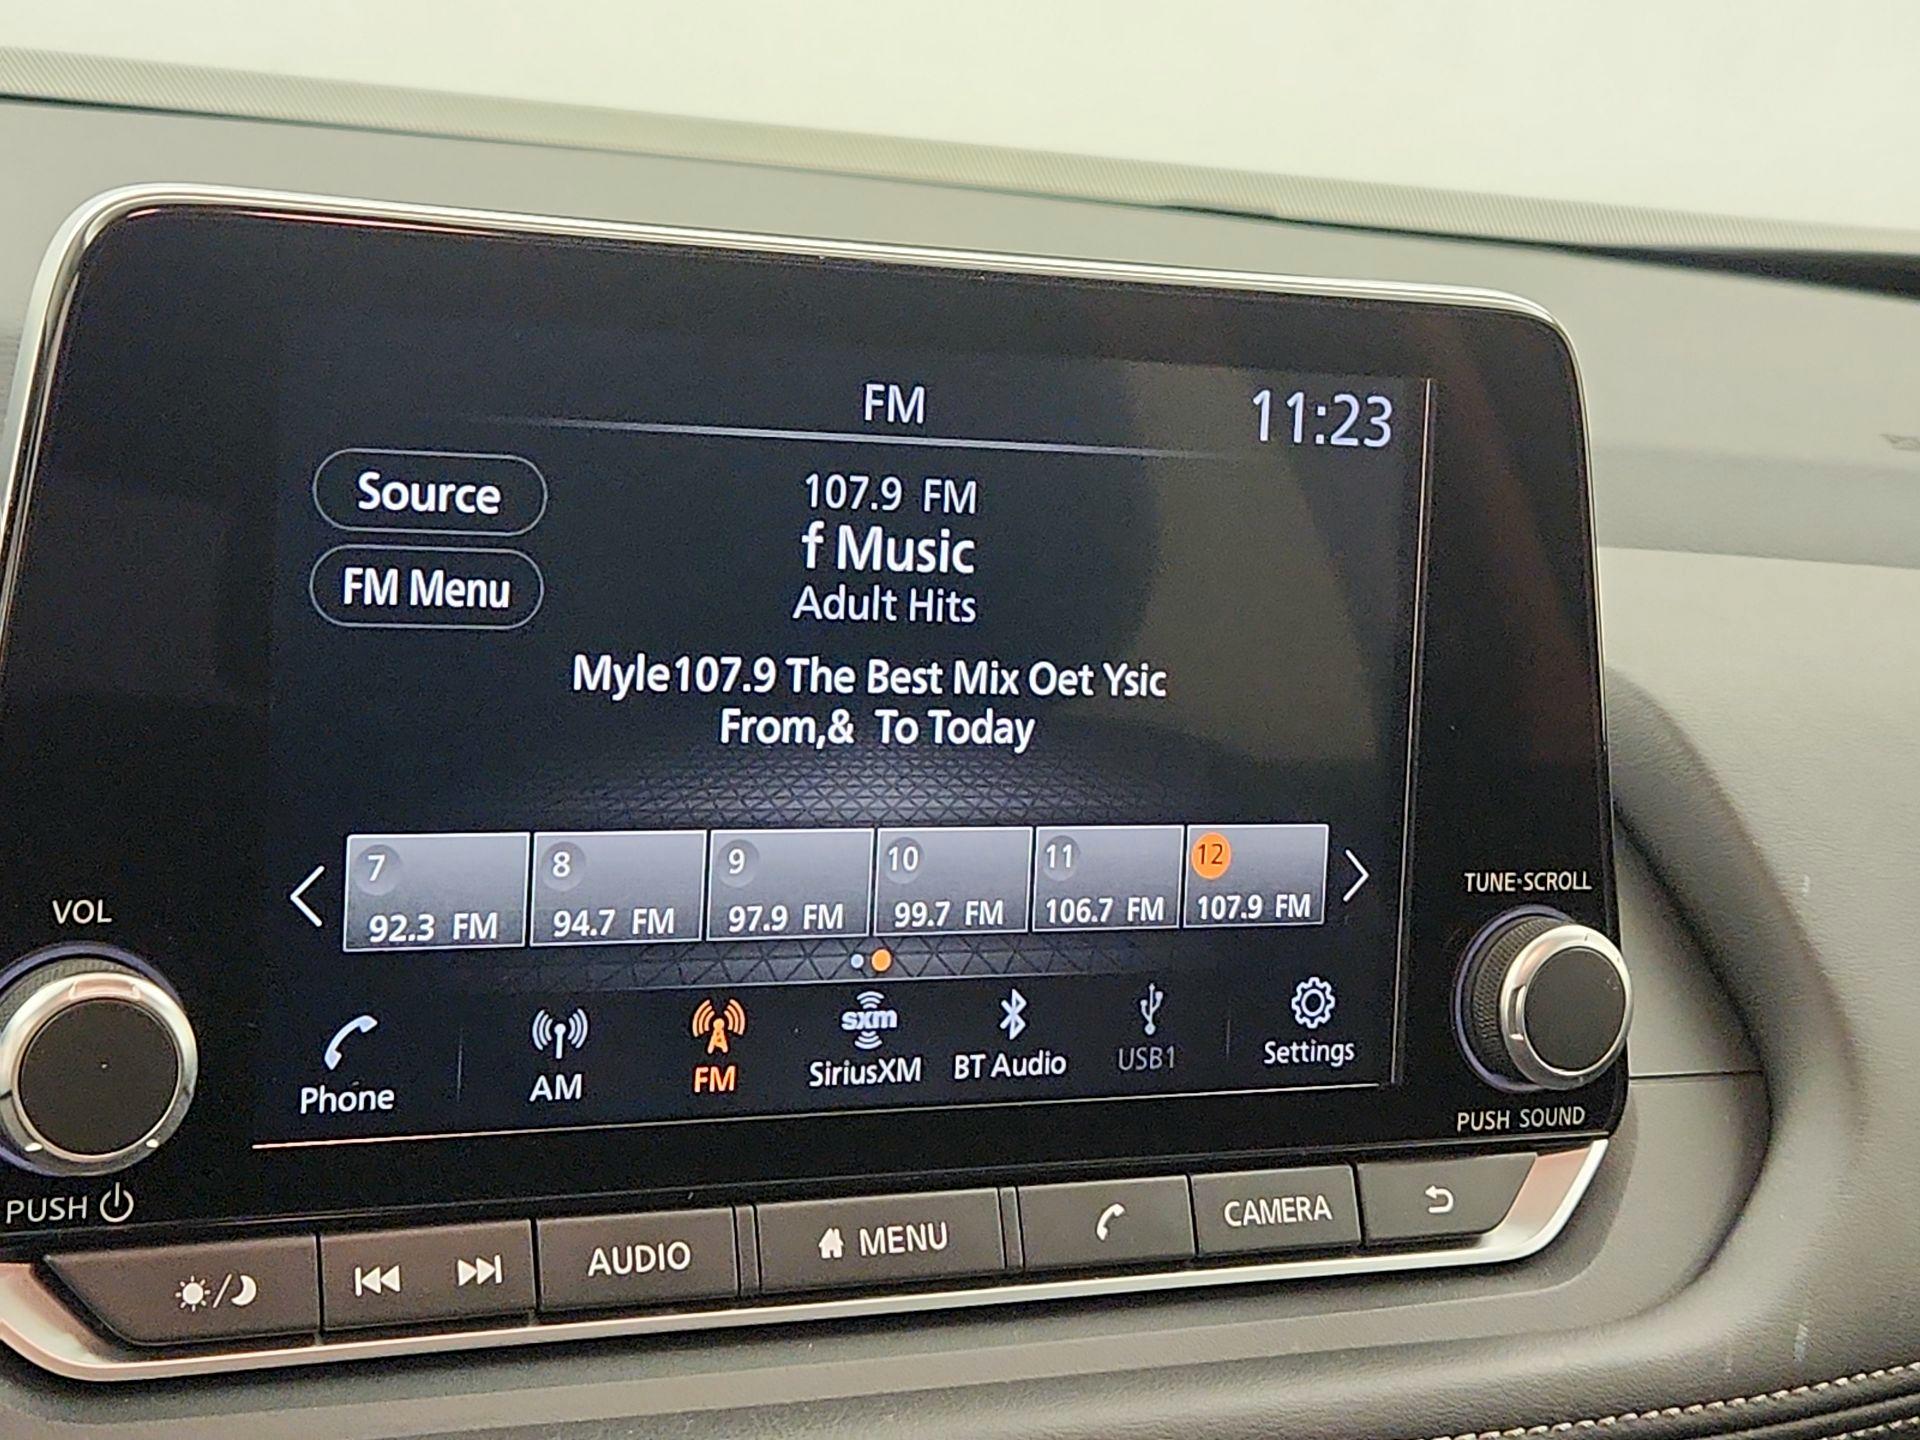 FM
11:23
Source
107.9 FM
f Music
FM Menu
Adult Hits
Myle107.9 The Best Mix Oet Ysic
From,& To Today
7 8 9 10 11 12
92.3 FM 94.7 FM 97.9 FM 99.7 FM 106.7 FM 107.9 FM
VOL
TUNE·SCROLL
sxm
Phone AM FM SiriusXM BT Audio USB1 Settings
PUSH
PUSH SOUND
AUDIO MENU CAMERA